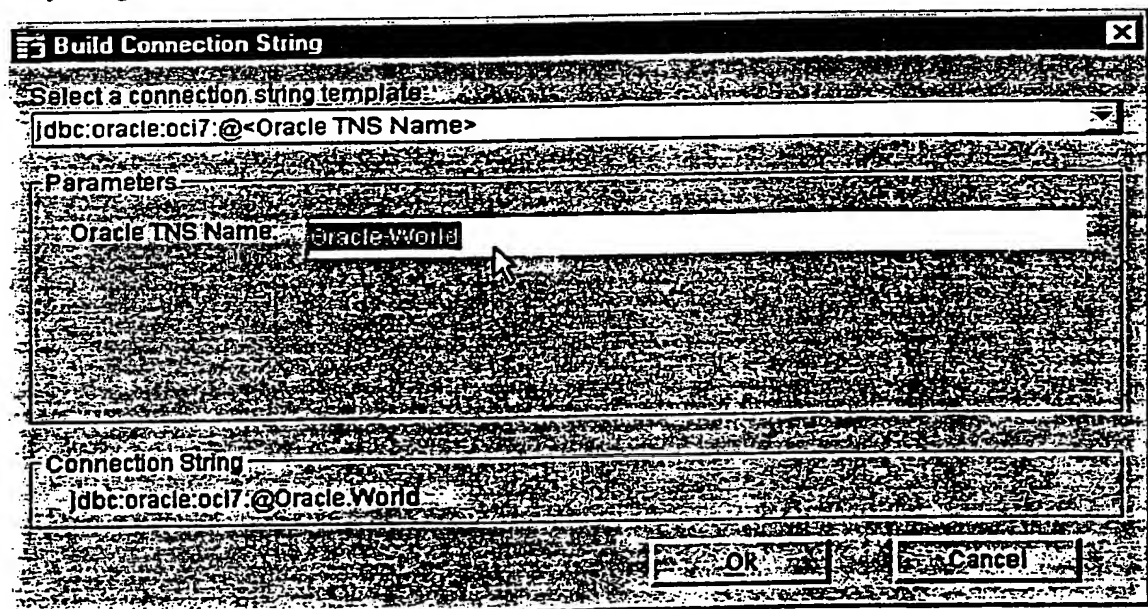 Build Connection String
Select a connection string template:
jdbc:oracle:oci7:@<Oracle TNS Name>
Parameters
Oracle TNS Name: Oracle.World
Connection String
jdbc:oracle:oci7:@Oracle.World
Ok Cancel